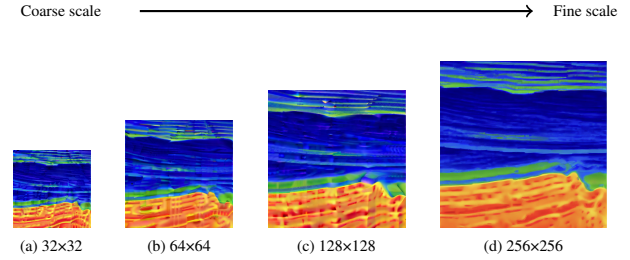 Coarse scale
Fine scale
(a) 32×32
(b) 64×64
(c) 128×128
(d) 256×256